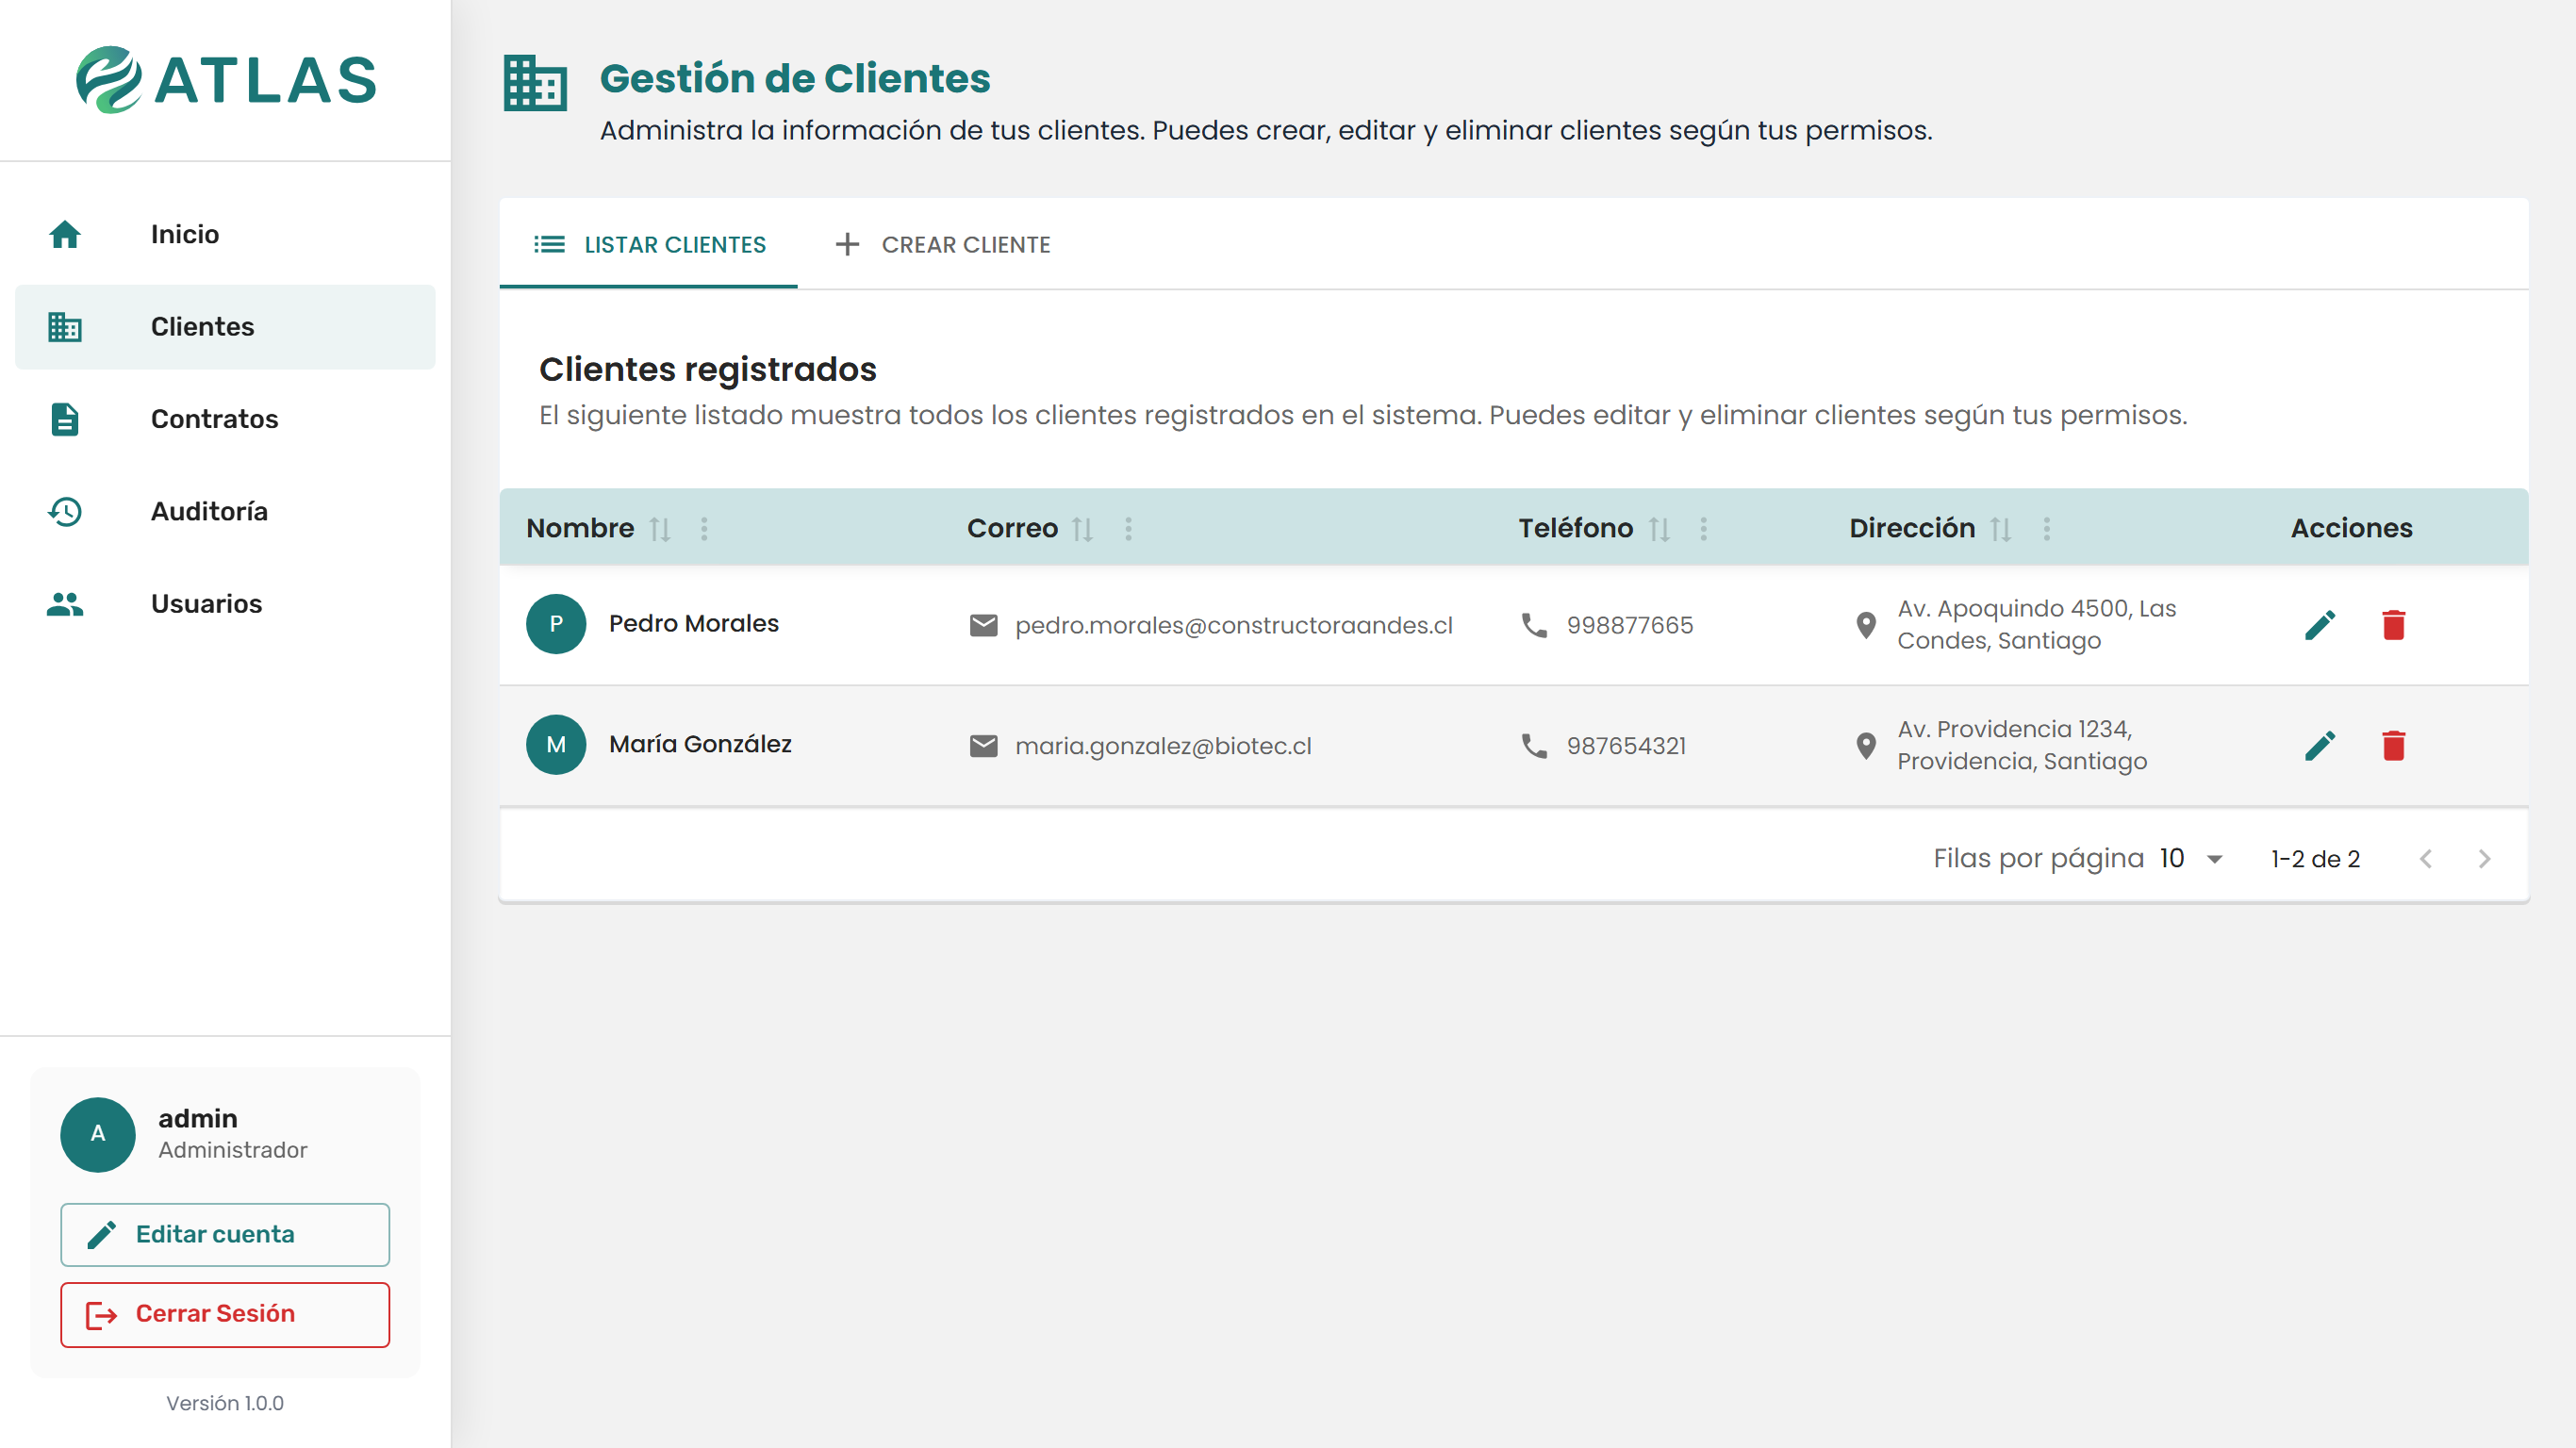 ATLAS
Inicio
Clientes
Contratos
Auditoría
Usuarios
A
admin
Administrador
Editar cuenta
Cerrar Sesión
Versión 1.0.0
Gestión de Clientes
Administra la información de tus clientes. Puedes crear, editar y eliminar clientes según tus permisos.
LISTAR CLIENTES CREAR CLIENTE
Clientes registrados
El siguiente listado muestra todos los clientes registrados en el sistema. Puedes editar y eliminar clientes según tus permisos.
Nombre Correo Teléfono Dirección Acciones
P Pedro Morales pedro.morales@constructoraandes.cl 998877665 Av. Apoquindo 4500, Las
Condes, Santiago
M María González maria.gonzalez@biotec.cl 987654321 Av. Providencia 1234,
Providencia, Santiago
Filas por página 10 1-2 de 2